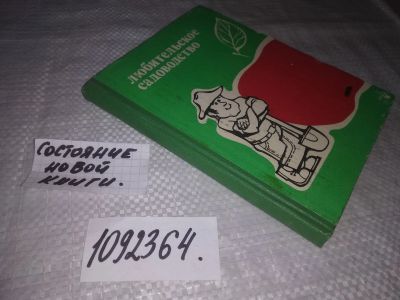 любительское
садоводство
СОСТОЯНИЕ
НОВОЙ
КНИГИ.
1092364.